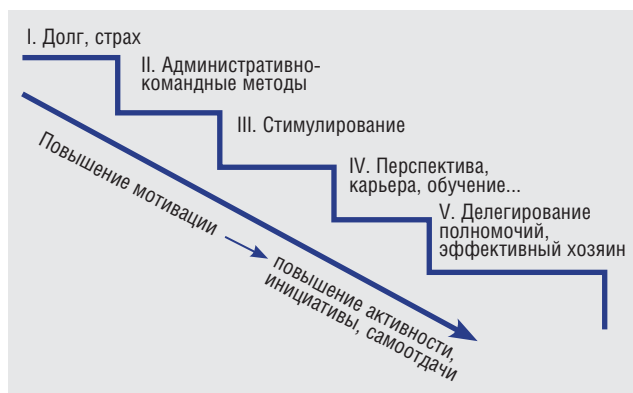 I. Долг, страх
II. Административно-
командные методы
III. Стимулирование
IV. Перспектива,
карьера, обучение...
V. Делегирование
полномочий,
эффективный хозяин
Повышение мотивации
повышение активности,
инициативы, самоотдачи